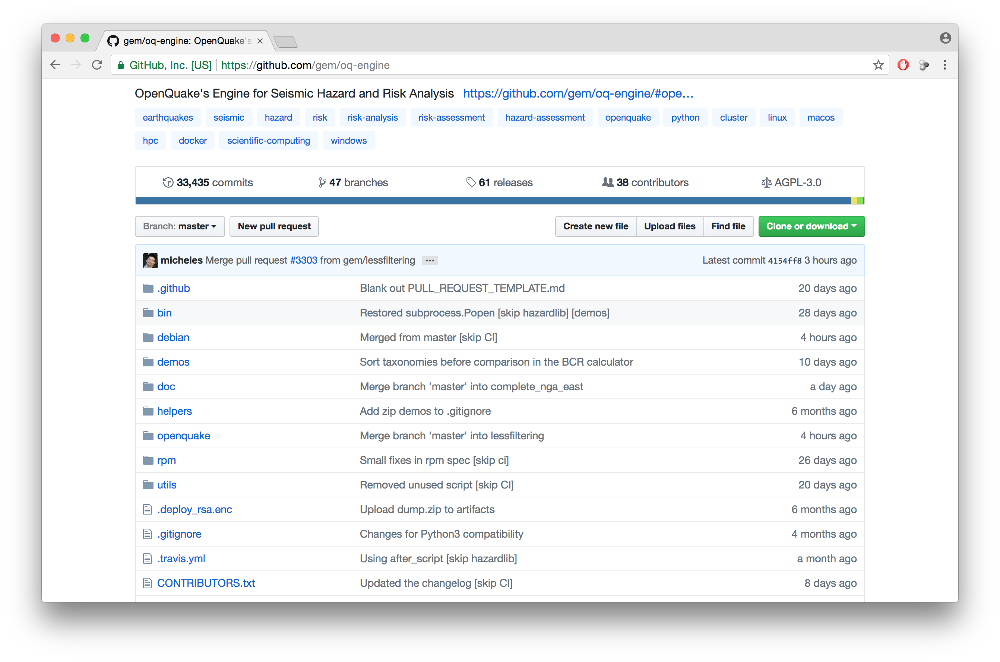 gem/oq-engine: OpenQuake's
GitHub, Inc. [US] https://github.com/gem/oq-engine
OpenQuake's Engine for Seismic Hazard and Risk Analysis https://github.com/gem/oq-engine/#ope…
earthquakes seismic hazard risk risk-analysis risk-assessment hazard-assessment openquake python cluster linux macos
hpc docker scientific-computing windows
33,435 commits 47 branches 61 releases 38 contributors AGPL-3.0
Branch: master New pull request Create new file Upload files Find file Clone or download
micheles Merge pull request #3303 from gem/lessfiltering … Latest commit 4154ff8 3 hours ago
.github Blank out PULL_REQUEST_TEMPLATE.md 20 days ago
bin Restored subprocess.Popen [skip hazardlib] [demos] 28 days ago
debian Merged from master [skip CI] 4 hours ago
demos Sort taxonomies before comparison in the BCR calculator 10 days ago
doc Merge branch 'master' into complete_nga_east a day ago
helpers Add zip demos to .gitignore 6 months ago
openquake Merge branch 'master' into lessfiltering 4 hours ago
rpm Small fixes in rpm spec [skip ci] 26 days ago
utils Removed unused script [skip CI] 20 days ago
.deploy_rsa.enc Upload dump.zip to artifacts 6 months ago
.gitignore Changes for Python3 compatibility 4 months ago
.travis.yml Using after_script [skip hazardlib] a month ago
CONTRIBUTORS.txt Updated the changelog [skip CI] 8 days ago